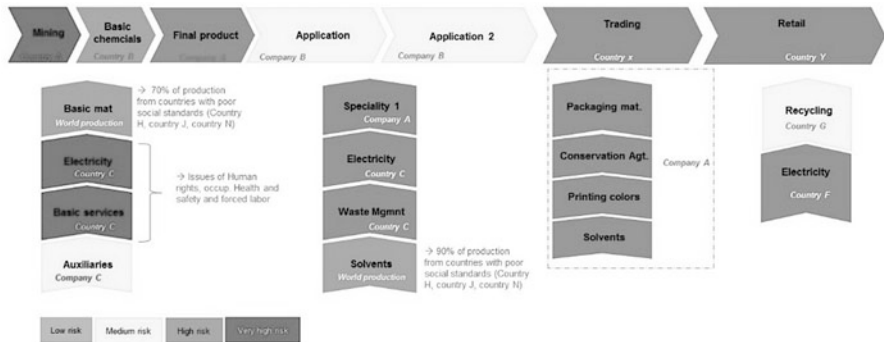 Mining
Basic
chemcials
Country B
Final product
Company A
Application
Company B
Application 2
Company B
Trading
Country x
Retail
Country Y
Basic mat
World production
→ 70% of production
from countries with poor
social standards (Country
H, country J, country N)
Electricity
Country C
Basic services
Country C
→ Issues of Human
rights, occup. Health and
safety and forced labor
Auxiliaries
Company C
Speciality 1
Company A
Electricity
Country C
Waste Mgmnt
Country C
Solvents
World production
→ 90% of production
from countries with poor
social standards (Country
H, country J, country N)
Packaging mat.
Conservation Agt.
Printing colors
Solvents
Company A
Recycling
Country G
Electricity
Country F
Low risk
Medium risk
High risk
Very high risk